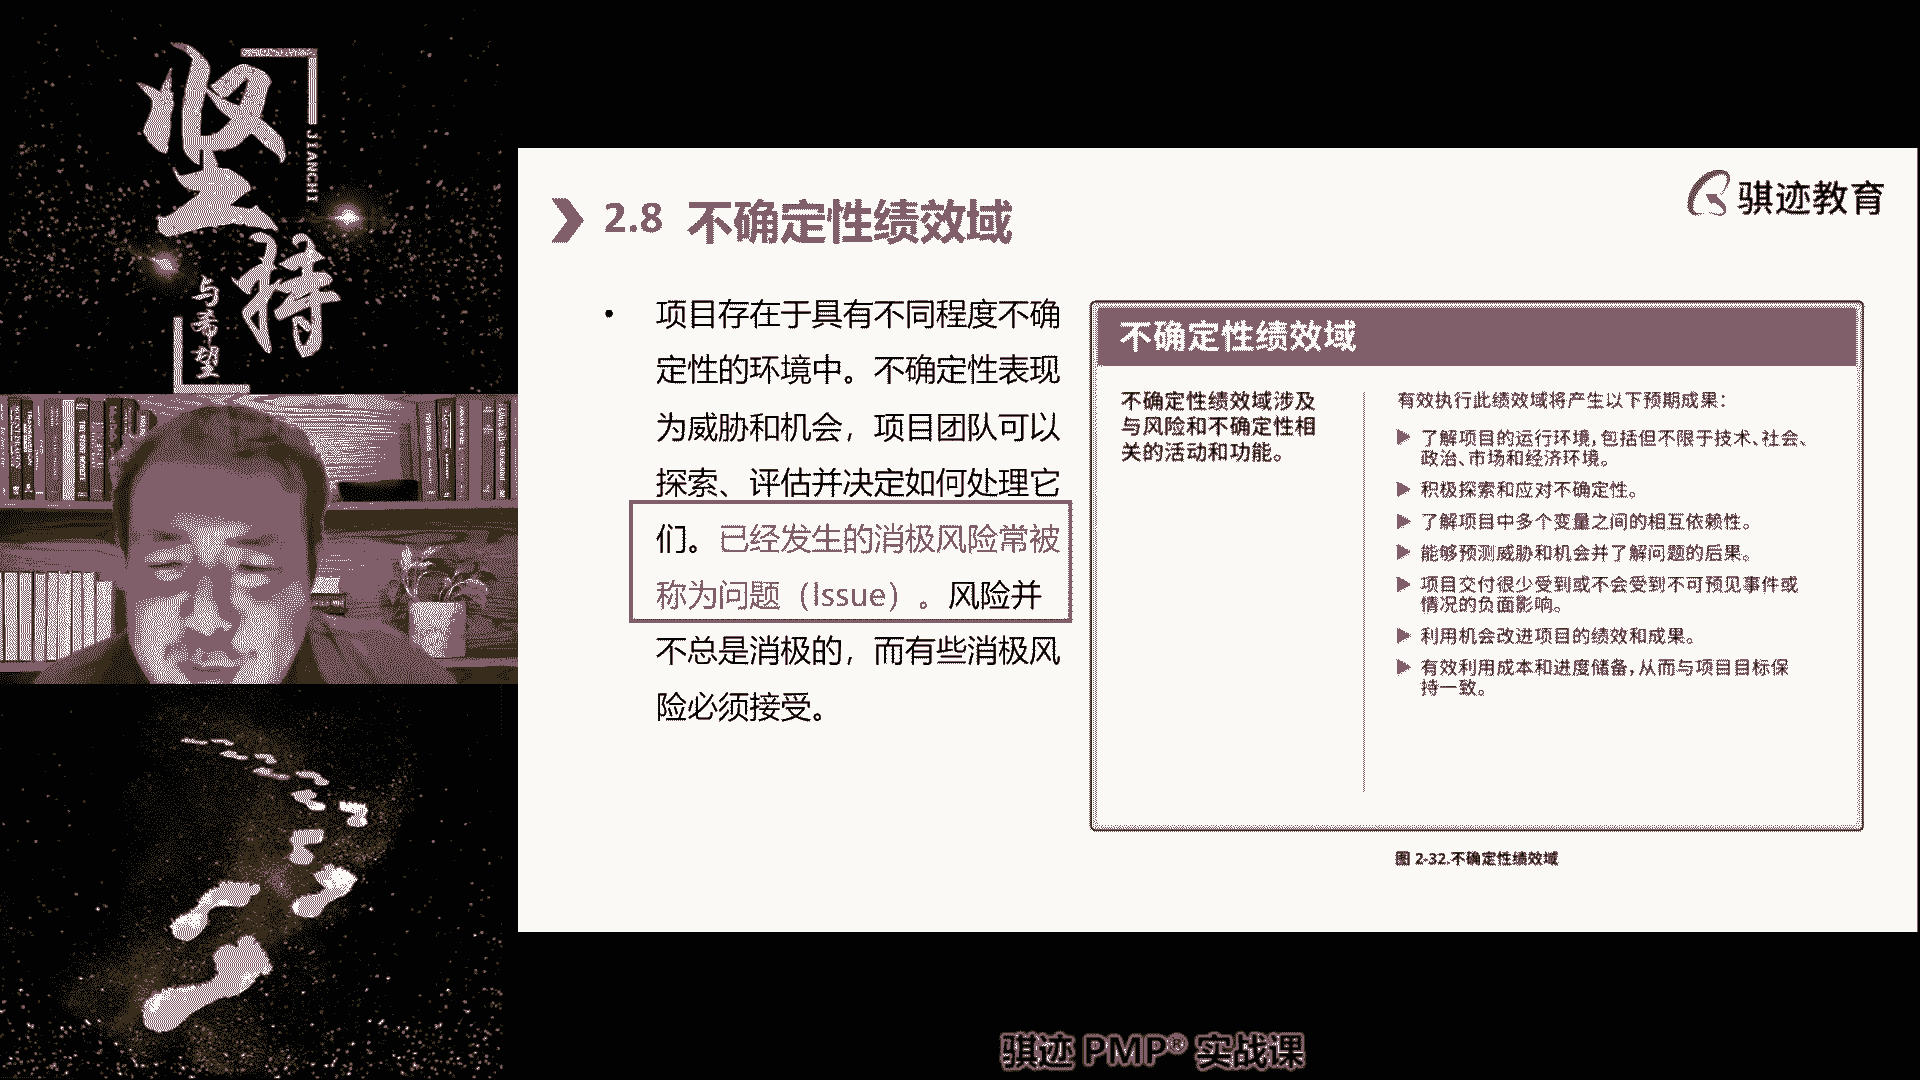 坚持
JIANCHI
与希望
骐迹教育
2.8 不确定性绩效域
• 项目存在于具有不同程度不确
定性的环境中。不确定性表现
为威胁和机会，项目团队可以
探索、评估并决定如何处理它
们。已经发生的消极风险常被
称为问题（Issue）。风险并
不总是消极的，而有些消极风
险必须接受。
不确定性绩效域
不确定性绩效域涉及
与风险和不确定性相
关的活动和功能。
有效执行此绩效域将产生以下预期成果：
▶ 了解项目的运行环境，包括但不限于技术、社会、
政治、市场和经济环境。
▶ 积极探索和应对不确定性。
▶ 了解项目中多个变量之间的相互依赖性。
▶ 能够预测威胁和机会并了解问题的后果。
▶ 项目交付很少受到或不会受到不可预见事件或
情况的负面影响。
▶ 利用机会改进项目的绩效和成果。
▶ 有效利用成本和进度储备，从而与项目目标保
持一致。
图 2-32.不确定性绩效域
骐迹 PMP® 实战课